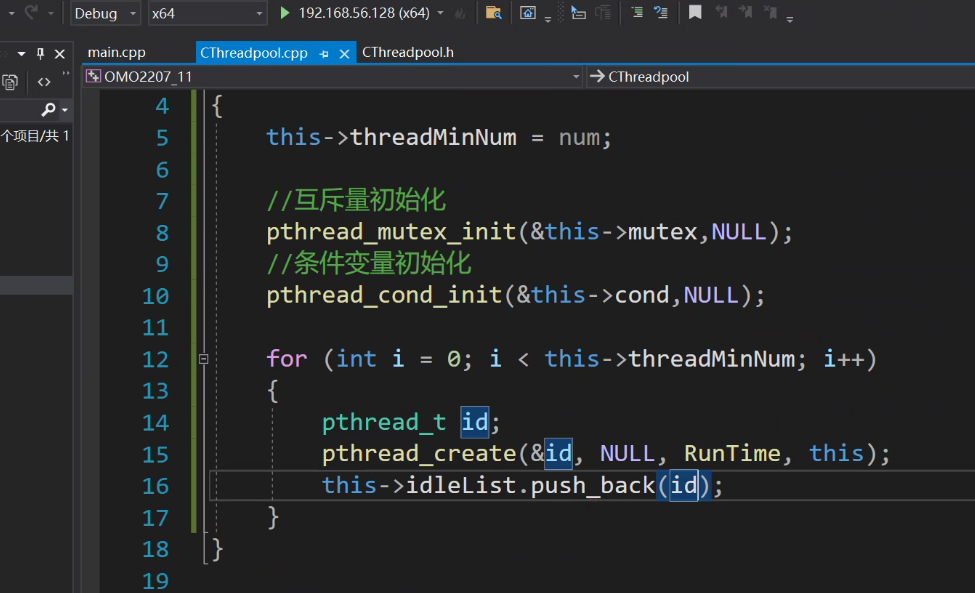 Debug x64 192.168.56.128 (x64)
main.cpp CThreadpool.cpp CThreadpool.h
OMO2207_11 CThreadpool
个项目/共 1
4 {
5 this->threadMinNum = num;
6
7 //互斥量初始化
8 pthread_mutex_init(&this->mutex,NULL);
9 //条件变量初始化
10 pthread_cond_init(&this->cond,NULL);
11
12 for (int i = 0; i < this->threadMinNum; i++)
13 {
14 pthread_t id;
15 pthread_create(&id, NULL, RunTime, this);
16 this->idleList.push_back(id);
17 }
18 }
19